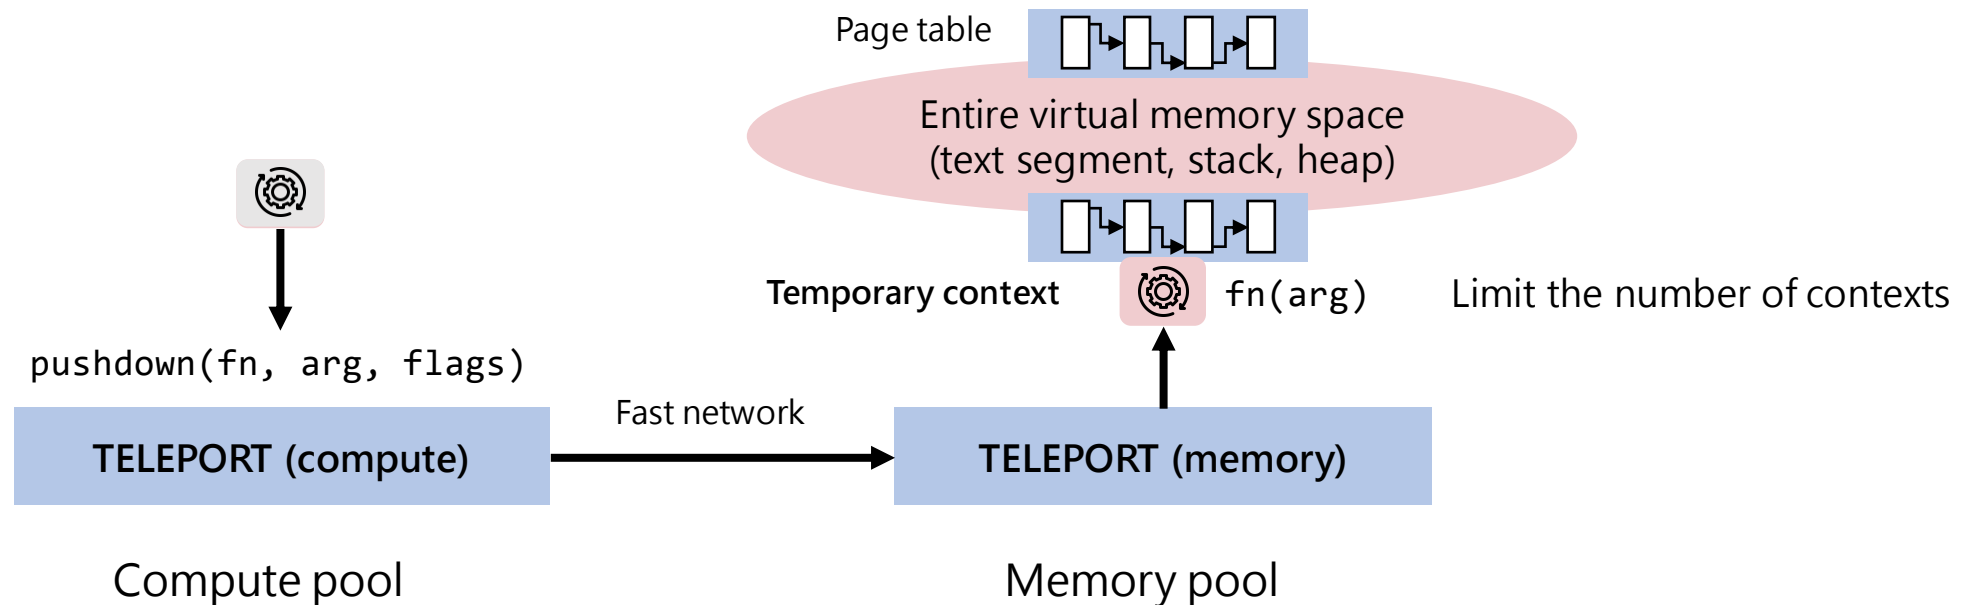 Page table
Entire virtual memory space
(text segment, stack, heap)
Temporary context
fn(arg)
Limit the number of contexts
pushdown(fn, arg, flags)
TELEPORT (compute)
Fast network
TELEPORT (memory)
Compute pool
Memory pool